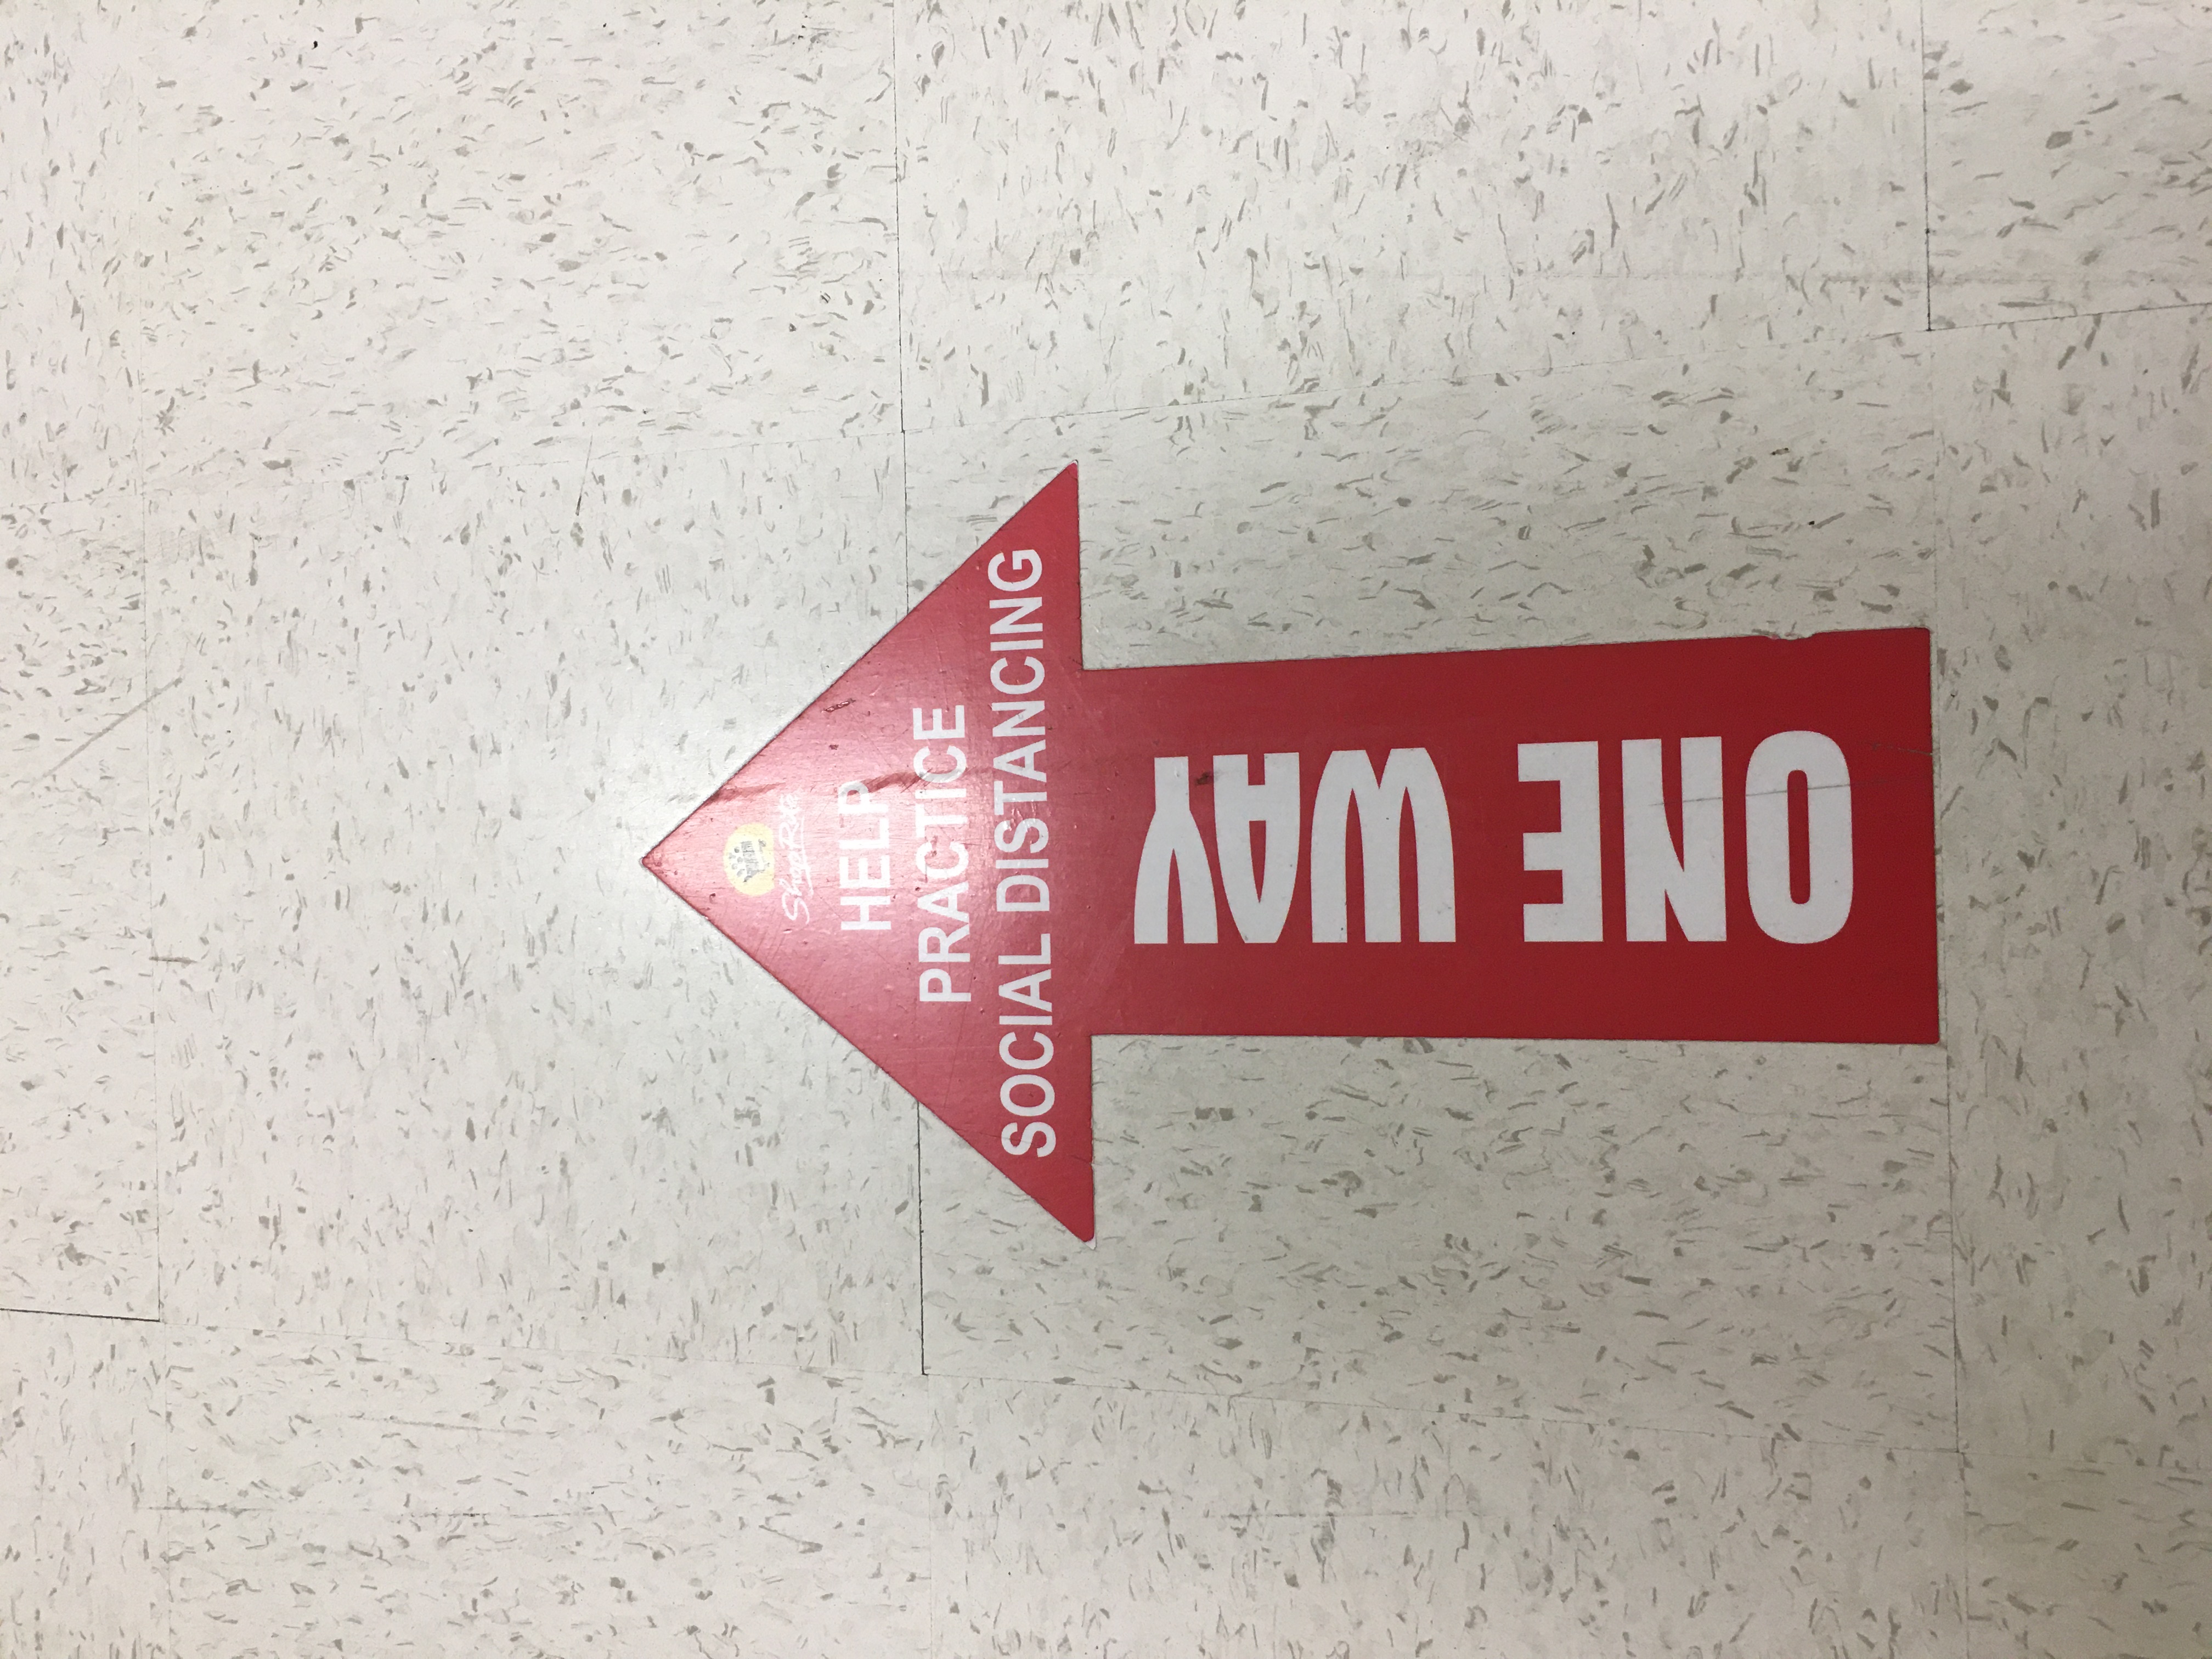 ShopRite
HELP
PRACTICE
SOCIAL DISTANCING
ONE WAY